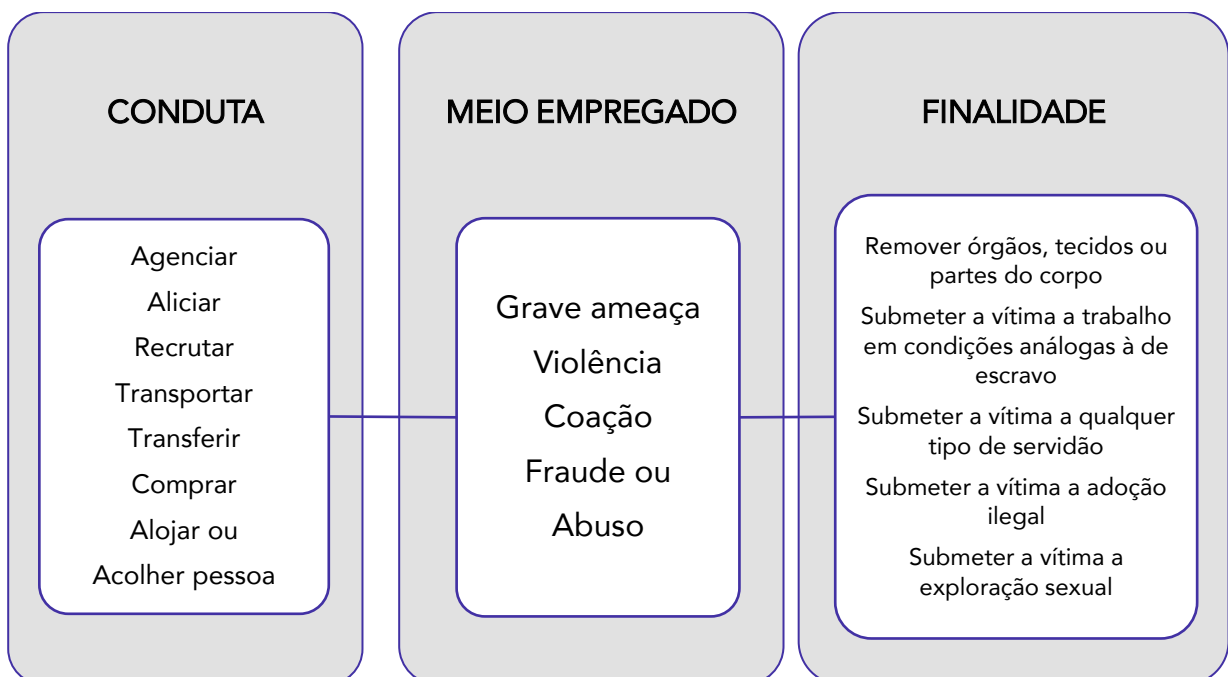 CONDUTA
Agenciar
Aliciar
Recrutar
Transportar
Transferir
Comprar
Alojar ou
Acolher pessoa
MEIO EMPREGADO
Grave ameaça
Violência
Coação
Fraude ou
Abuso
FINALIDADE
Remover órgãos, tecidos ou
partes do corpo
Submeter a vítima a trabalho
em condições análogas à de
escravo
Submeter a vítima a qualquer
tipo de servidão
Submeter a vítima a adoção
ilegal
Submeter a vítima a
exploração sexual